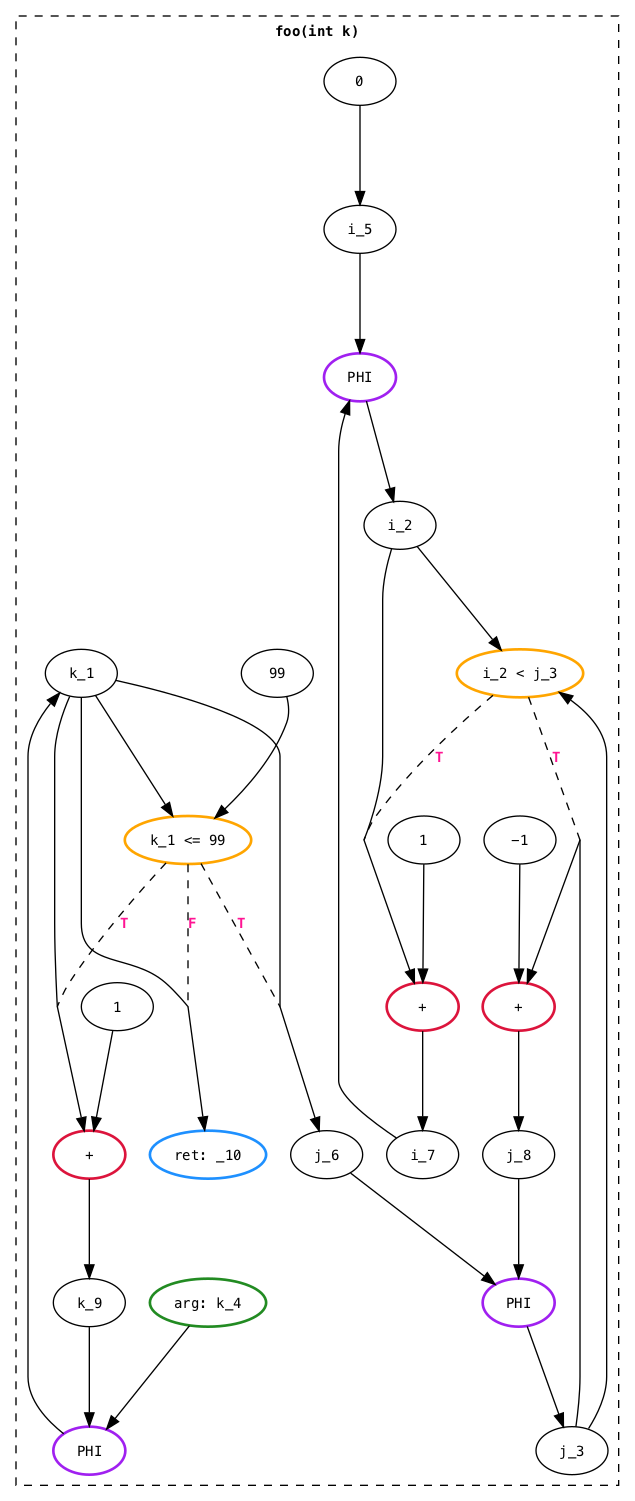 foo(int k)
0
i_5
PHI
i_2
k_1
99
i_2 < j_3
T
T
k_1 <= 99
1
−1
T
F
T
1
+
+
+
ret: _10
j_6
i_7
j_8
k_9
arg: k_4
PHI
PHI
j_3